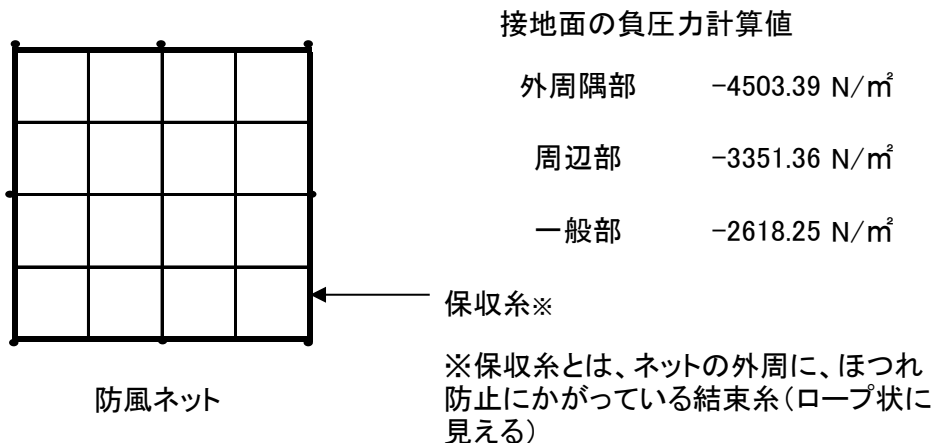 接地面の負圧力計算値
外周隅部 -4503.39 N/㎡
周辺部 -3351.36 N/㎡
一般部 -2618.25 N/㎡
保収糸※
※保収糸とは、ネットの外周に、ほつれ
防止にかがっている結束糸(ロープ状に
見える)
防風ネット